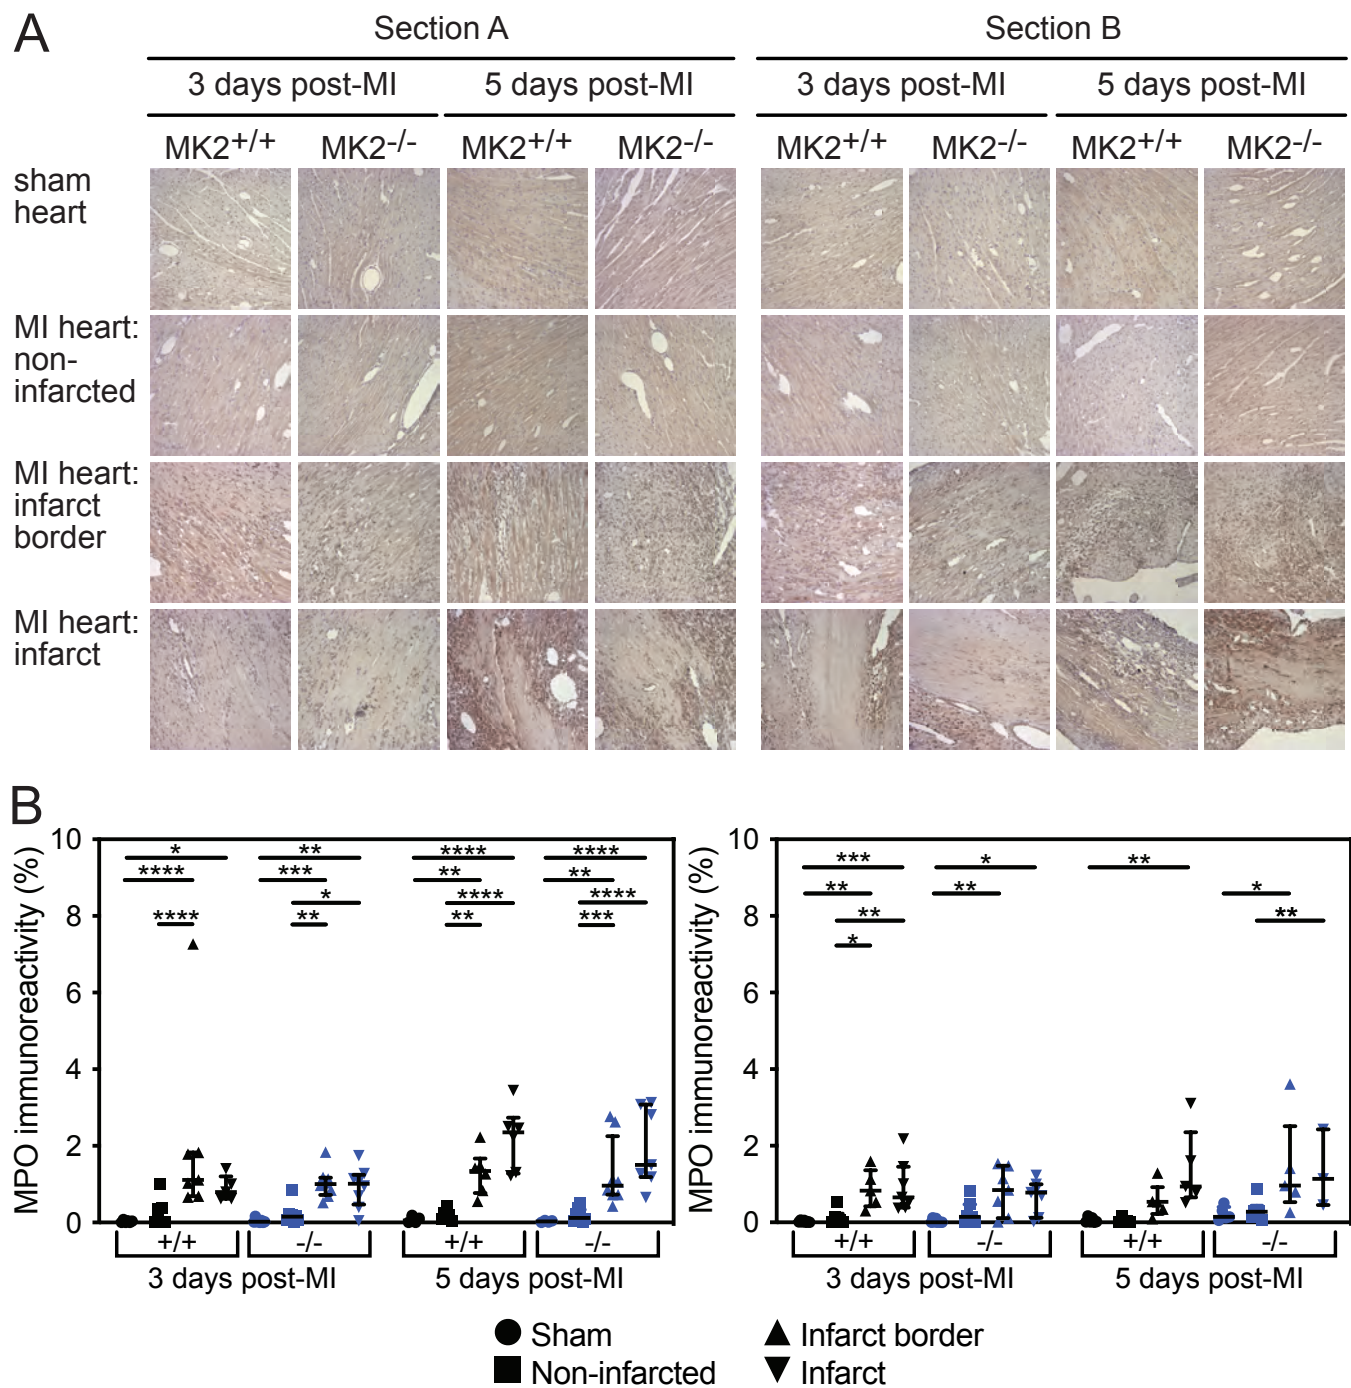 A
Section A
Section B
3 days post-MI
5 days post-MI
3 days post-MI
5 days post-MI
MK2+/+
MK2-/-
MK2+/+
MK2-/-
MK2+/+
MK2-/-
MK2+/+
MK2-/-
sham
heart
MI heart:
non-
infarcted
MI heart:
infarct
border
MI heart:
infarct
B
MPO immunoreactivity (%)
10
8
6
4
2
0
* ** **** ****
**** *** ** **
* **** ****
**** ** ** ***
+/+
-/-
+/+
-/-
3 days post-MI
5 days post-MI
MPO immunoreactivity (%)
10
8
6
4
2
0
*** * **
** ** *
** **
*
+/+
-/-
+/+
-/-
3 days post-MI
5 days post-MI
Sham
Infarct border
Non-infarcted
Infarct